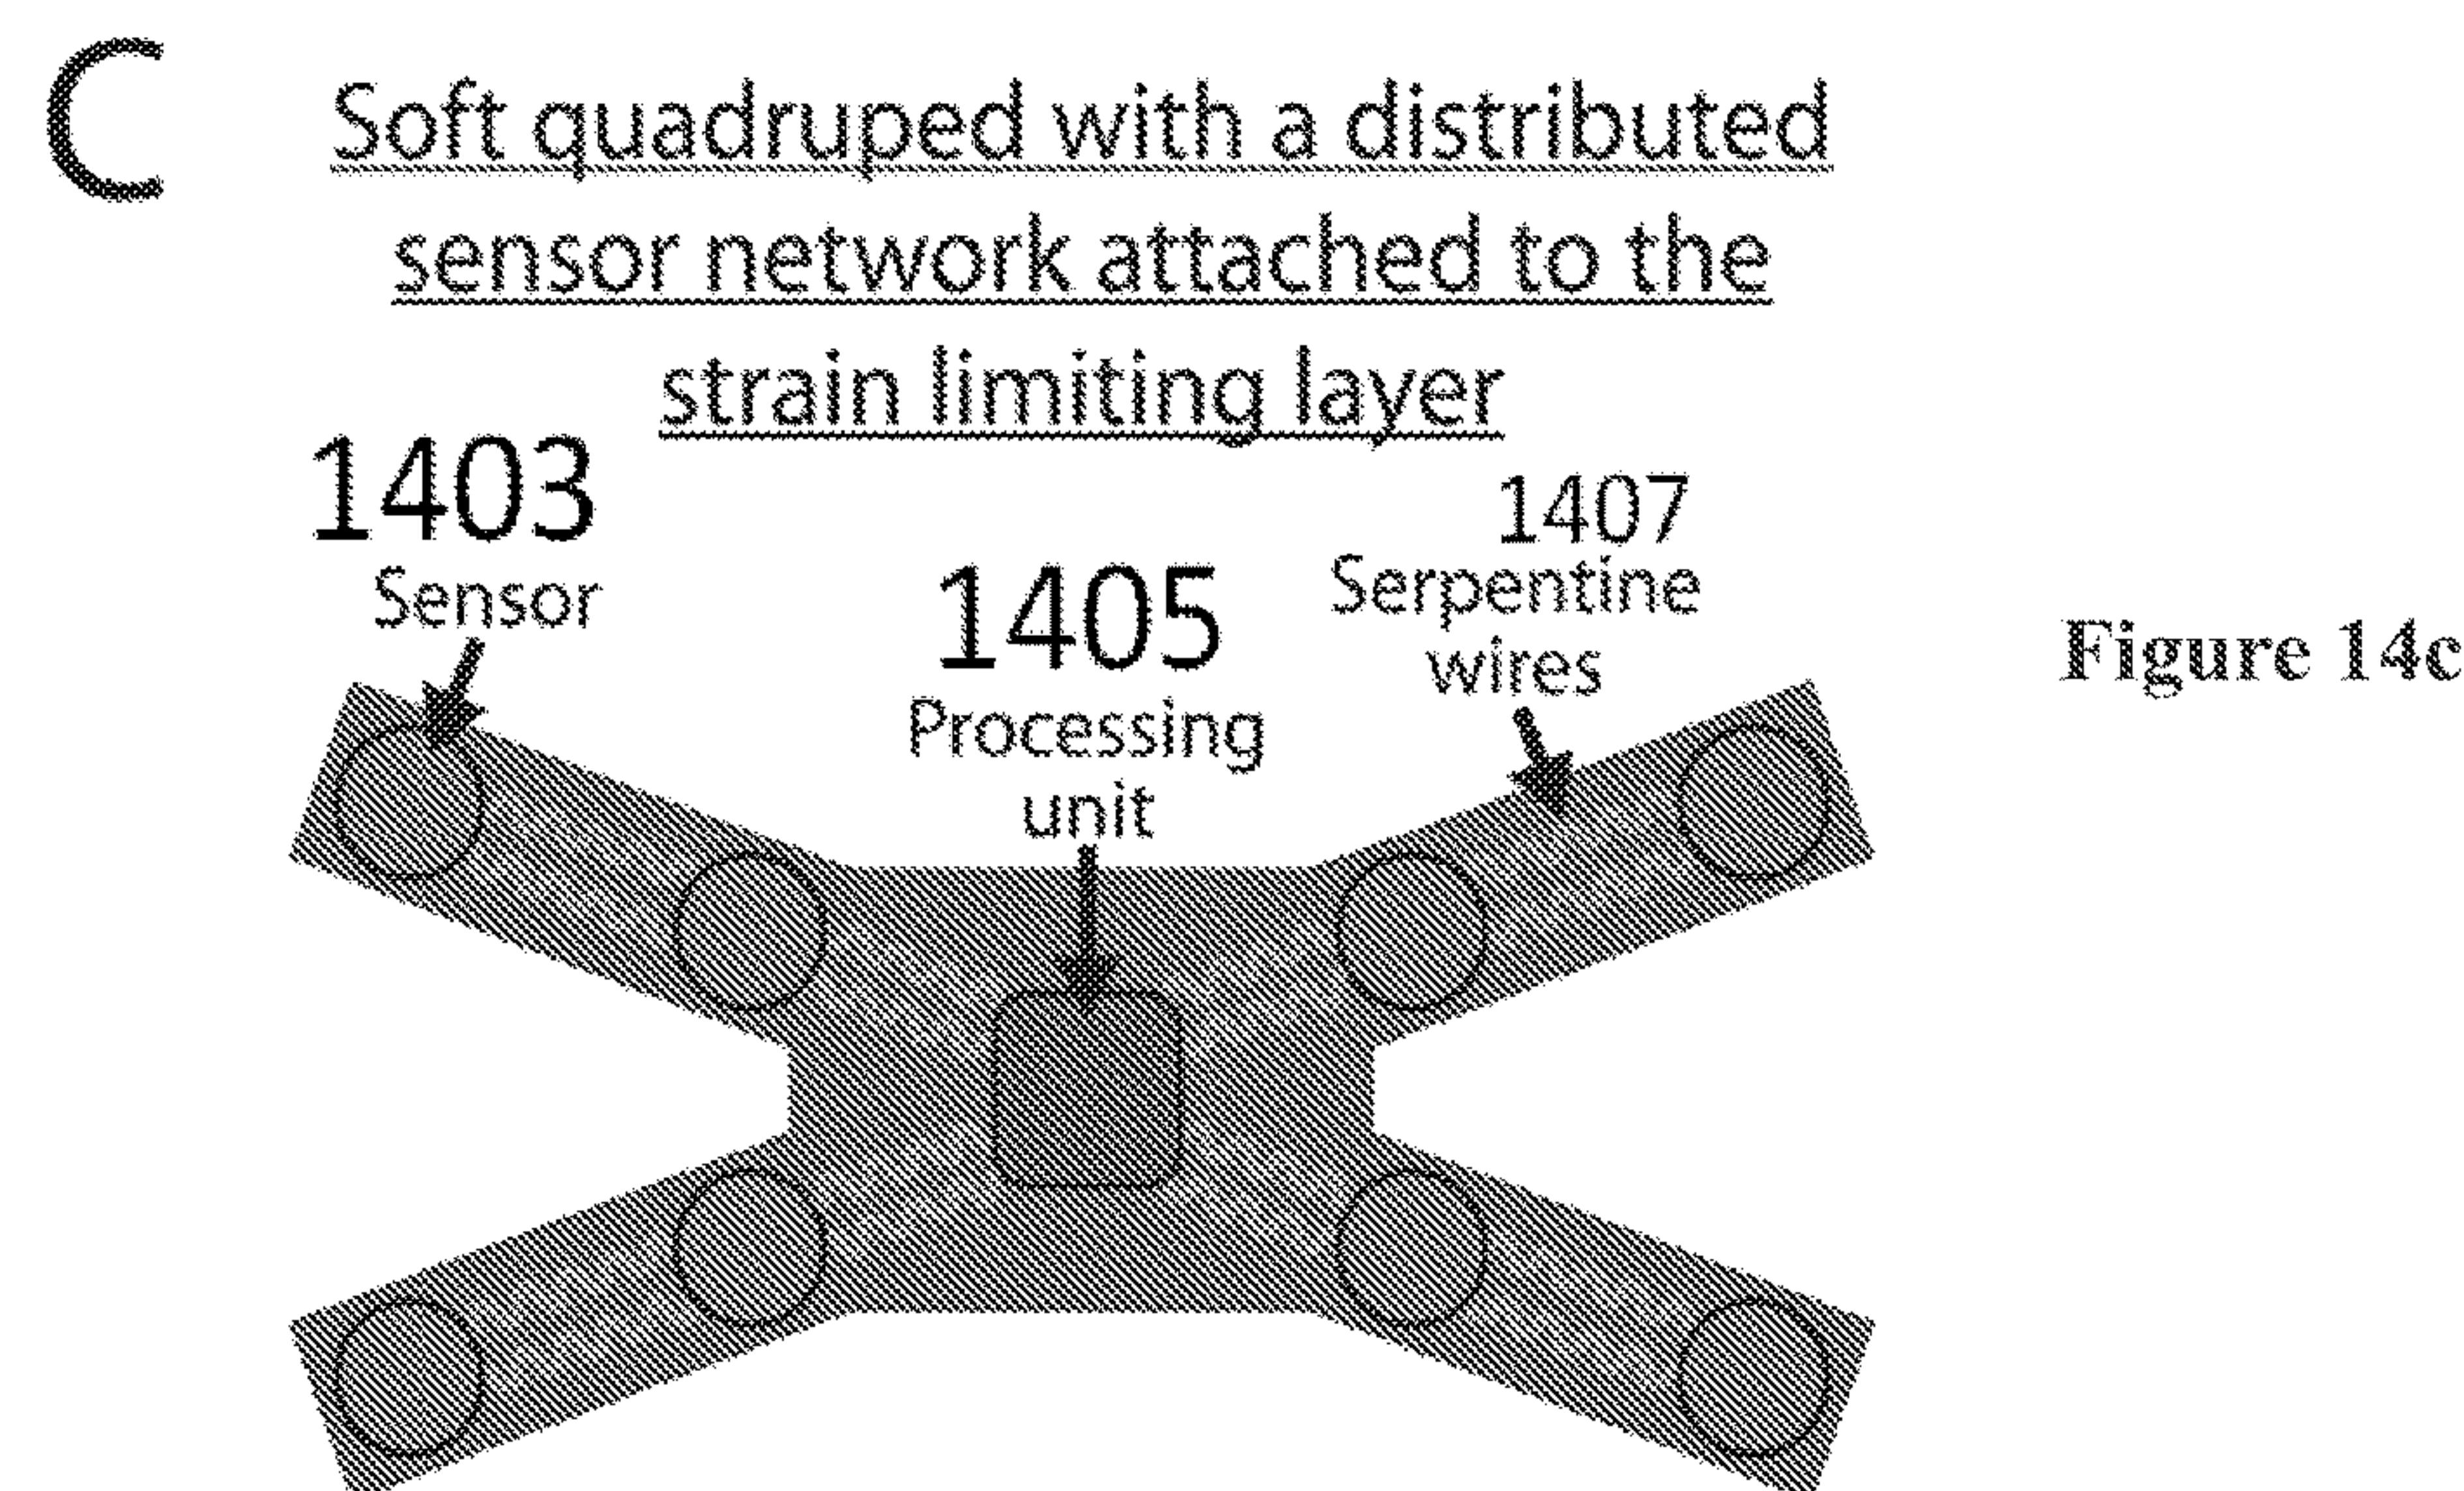 C
Soft quadruped with a distributed
sensor network attached to the
strain limiting layer
1403
Sensor
1405
Processing
unit
1407
Serpentine
wires
Figure 14c